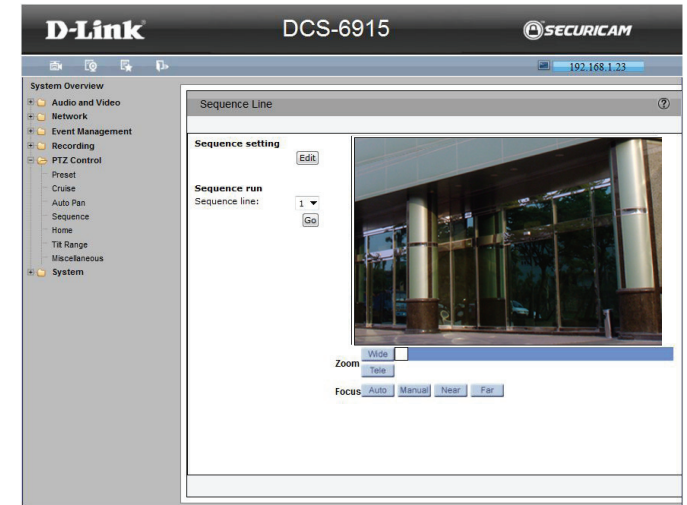 D-Link
DCS-6915
SECURICAM
192.168.1.23
System Overview
Audio and Video
Network
Event Management
Recording
PTZ Control
Preset
Cruise
Auto Pan
Sequence
Home
Tilt Range
Miscellaneous
System
Sequence Line
?
Sequence setting
Edit
Sequence run
Sequence line: 1
Go
Zoom
Wide
Tele
Focus Auto Manual Near Far